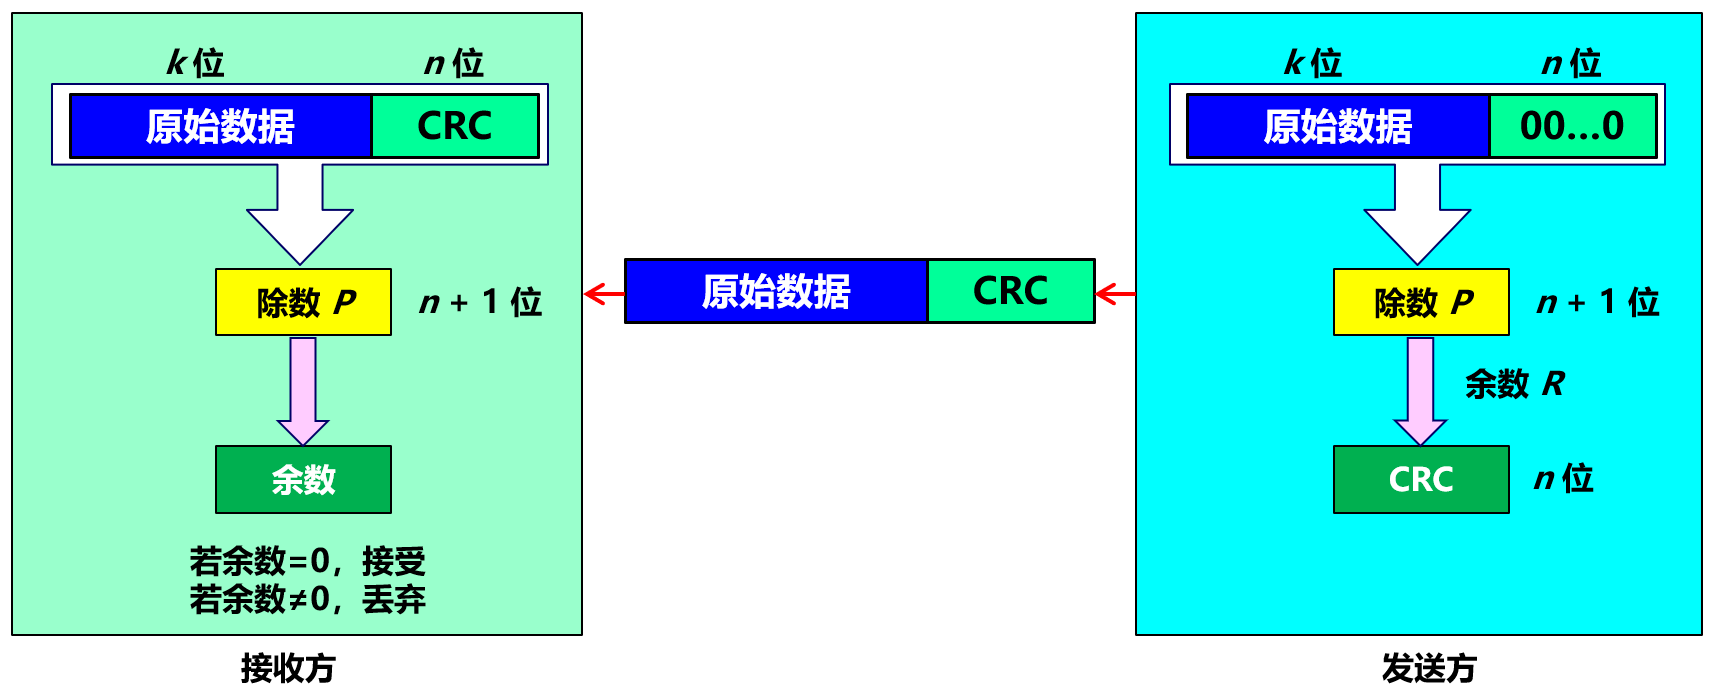 k 位
n 位
原始数据
CRC
除数 P
n + 1 位
余数
若余数=0，接受
若余数≠0，丢弃
接收方
原始数据
CRC
k 位
n 位
原始数据
00…0
除数 P
n + 1 位
余数 R
CRC
n 位
发送方